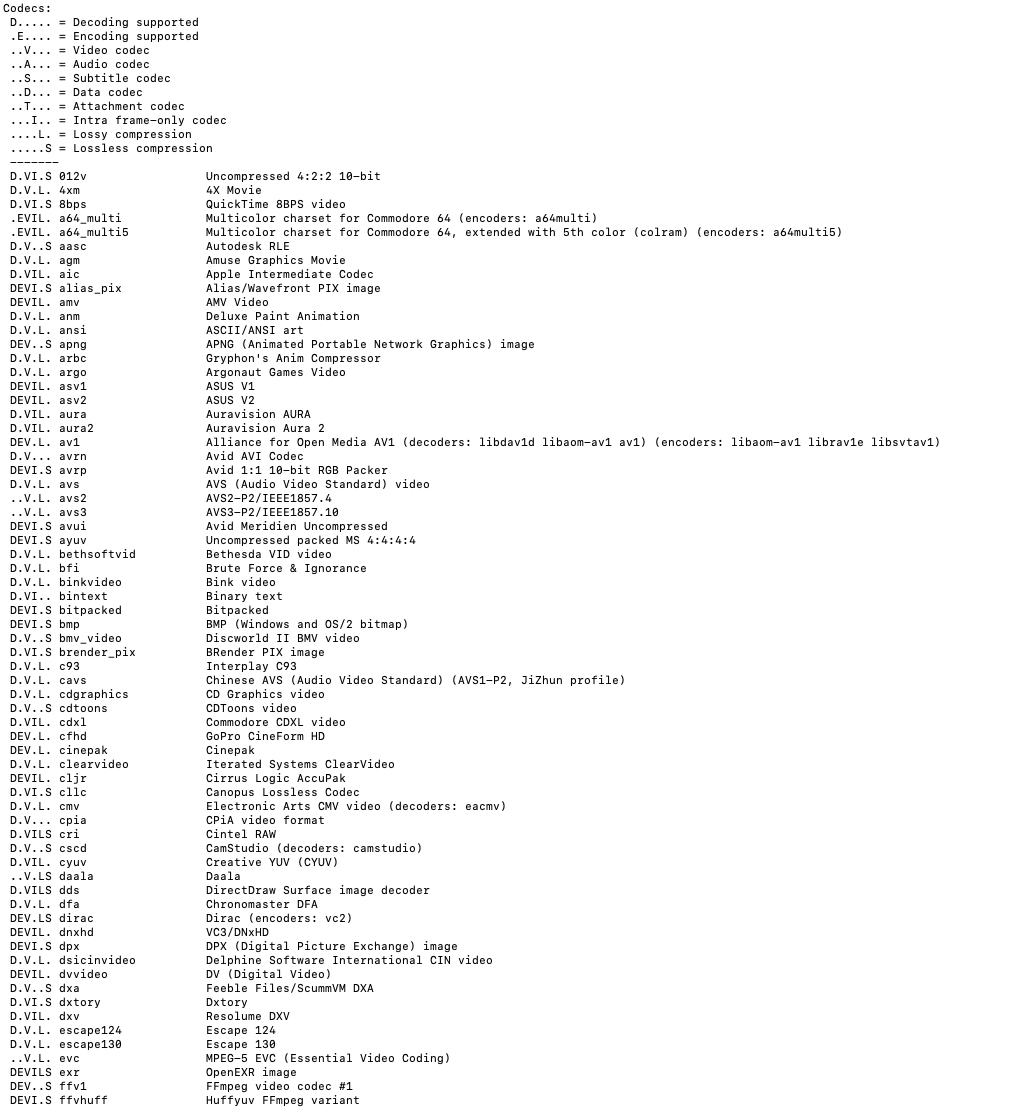 Codecs:
 D..... = Decoding supported
 .E.... = Encoding supported
 ..V... = Video codec
 ..A... = Audio codec
 ..S... = Subtitle codec
 ..D... = Data codec
 ..T... = Attachment codec
 ...I.. = Intra frame-only codec
 ....L. = Lossy compression
 .....S = Lossless compression
 -------
 D.VI.S 012v                 Uncompressed 4:2:2 10-bit
 D.V.L. 4xm                  4X Movie
 D.VI.S 8bps                 QuickTime 8BPS video
 .EVIL. a64_multi            Multicolor charset for Commodore 64 (encoders: a64multi)
 .EVIL. a64_multi5           Multicolor charset for Commodore 64, extended with 5th color (colram) (encoders: a64multi5)
 D.V..S aasc                 Autodesk RLE
 D.V.L. agm                  Amuse Graphics Movie
 D.VIL. aic                  Apple Intermediate Codec
 DEVI.S alias_pix            Alias/Wavefront PIX image
 DEVIL. amv                  AMV Video
 D.V.L. anm                  Deluxe Paint Animation
 D.V.L. ansi                 ASCII/ANSI art
 DEV..S apng                 APNG (Animated Portable Network Graphics) image
 D.V.L. arbc                 Gryphon's Anim Compressor
 D.V.L. argo                 Argonaut Games Video
 DEVIL. asv1                 ASUS V1
 DEVIL. asv2                 ASUS V2
 D.VIL. aura                 Auravision AURA
 D.VIL. aura2                Auravision Aura 2
 DEV.L. av1                  Alliance for Open Media AV1 (decoders: libdav1d libaom-av1 av1) (encoders: libaom-av1 librav1e libsvtav1)
 D.V... avrn                 Avid AVI Codec
 DEVI.S avrp                 Avid 1:1 10-bit RGB Packer
 D.V.L. avs                  AVS (Audio Video Standard) video
 ..V.L. avs2                 AVS2-P2/IEEE1857.4
 ..V.L. avs3                 AVS3-P2/IEEE1857.10
 DEVI.S avui                 Avid Meridien Uncompressed
 DEVI.S ayuv                 Uncompressed packed MS 4:4:4:4
 D.V.L. bethsoftvid          Bethesda VID video
 D.V.L. bfi                  Brute Force & Ignorance
 D.V.L. binkvideo            Bink video
 D.VI.. bintext              Binary text
 DEVI.S bitpacked            Bitpacked
 DEVI.S bmp                  BMP (Windows and OS/2 bitmap)
 D.V..S bmv_video            Discworld II BMV video
 D.VI.S brender_pix          BRender PIX image
 D.V.L. c93                  Interplay C93
 D.V.L. cavs                 Chinese AVS (Audio Video Standard) (AVS1-P2, JiZhun profile)
 D.V.L. cdgraphics           CD Graphics video
 D.V..S cdtoons              CDToons video
 D.VIL. cdxl                 Commodore CDXL video
 DEV.L. cfhd                 GoPro CineForm HD
 DEV.L. cinepak              Cinepak
 D.V.L. clearvideo           Iterated Systems ClearVideo
 DEVIL. cljr                 Cirrus Logic AccuPak
 D.VI.S cllc                 Canopus Lossless Codec
 D.V.L. cmv                  Electronic Arts CMV video (decoders: eacmv)
 D.V... cpia                 CPiA video format
 D.VILS cri                  Cintel RAW
 D.V..S cscd                 CamStudio (decoders: camstudio)
 D.VIL. cyuv                 Creative YUV (CYUV)
 ..V.LS daala                Daala
 D.VILS dds                  DirectDraw Surface image decoder
 D.V.L. dfa                  Chronomaster DFA
 DEV.LS dirac                Dirac (encoders: vc2)
 DEVIL. dnxhd                VC3/DNxHD
 DEVI.S dpx                  DPX (Digital Picture Exchange) image
 D.V.L. dsicinvideo          Delphine Software International CIN video
 DEVIL. dvvideo              DV (Digital Video)
 D.V..S dxa                  Feeble Files/ScummVM DXA
 D.VI.S dxtory               Dxtory
 D.VIL. dxv                  Resolume DXV
 D.V.L. escape124            Escape 124
 D.V.L. escape130            Escape 130
 ..V.L. evc                  MPEG-5 EVC (Essential Video Coding)
 DEVILS exr                  OpenEXR image
 DEV..S ffv1                 FFmpeg video codec #1
 DEVI.S ffvhuff              Huffyuv FFmpeg variant